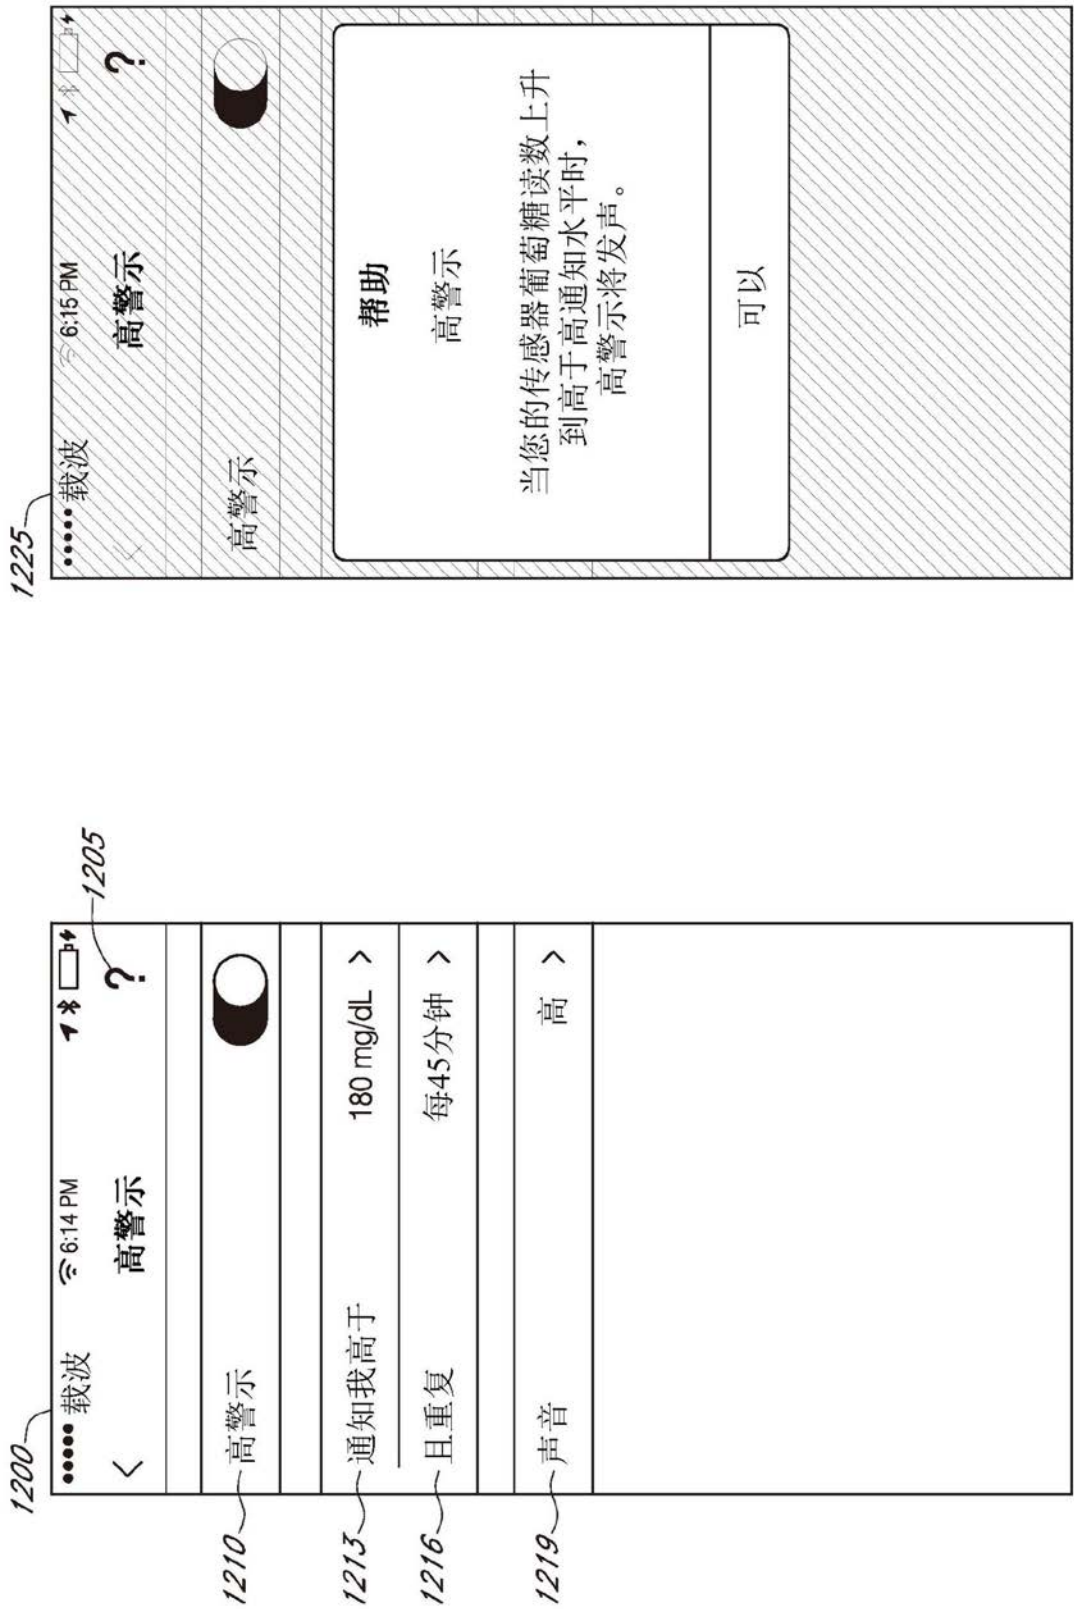 1200
载波 6:14 PM
< 高警示 ?
1205
1210 高警示
1213 通知我高于 180 mg/dL >
1216 且重复 每45分钟 >
1219 声音 高 >
1225
载波 6:15 PM
< 高警示 ?
高警示
帮助
高警示
当您的传感器葡萄糖读数上升
到高于高通知水平时，
高警示将发声。
可以